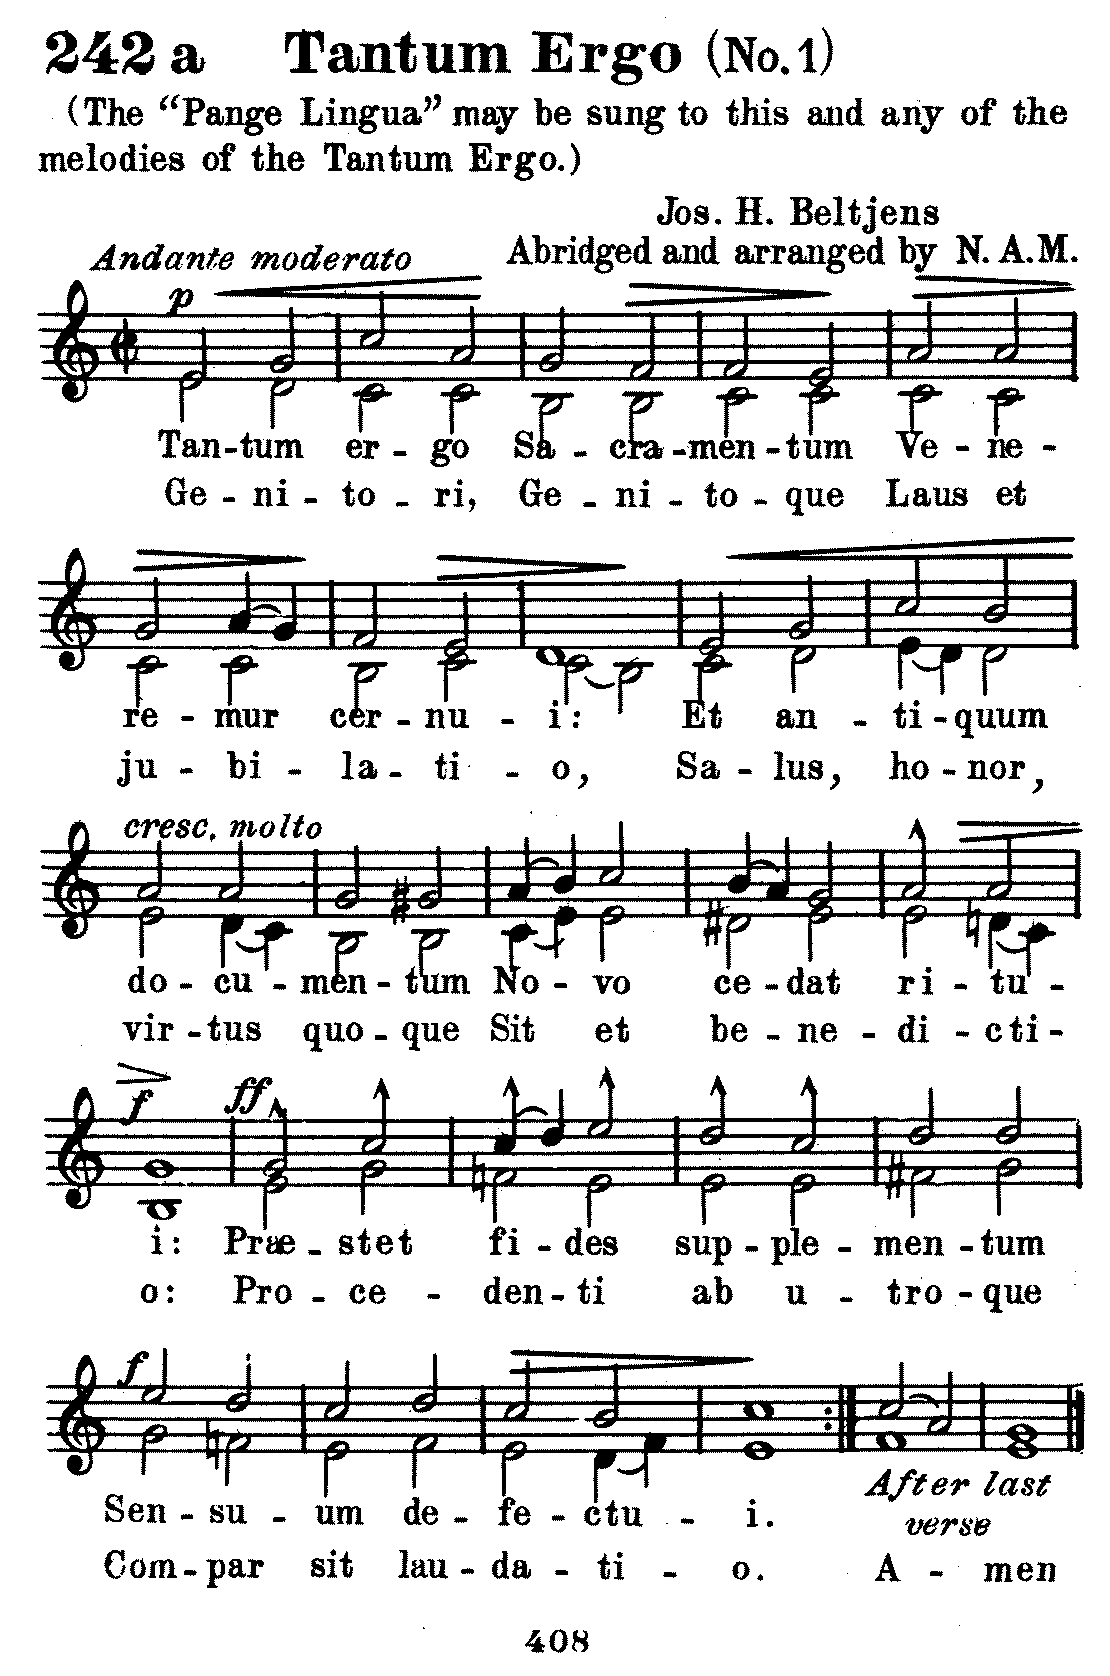 242 a Tantum Ergo (No. 1)
(The “Pange Lingua” may be sung to this and any of the
melodies of the Tantum Ergo.)
Jos. H. Beltjens
Andante moderato Abridged and arranged by N. A. M.
p
Tan-tum er - go Sa - cra - men - tum Ve - ne -
Ge - ni - to - ri, Ge - ni - to - que Laus et
re - mur cer - nu - i: Et an - ti - quum
ju - bi - la - ti - o, Sa - lus, ho - nor,
cresc. molto
do - cu - men - tum No - vo ce - dat ri - tu -
vir - tus quo - que Sit et be - ne - di - cti -
f ff
i: Præ - stet fi - des sup - ple - men - tum
o: Pro - ce - den - ti ab u - tro - que
f
After last
verse
Sen - su - um de - fe - ctu - i.
Com - par sit lau - da - ti - o. A - men
408